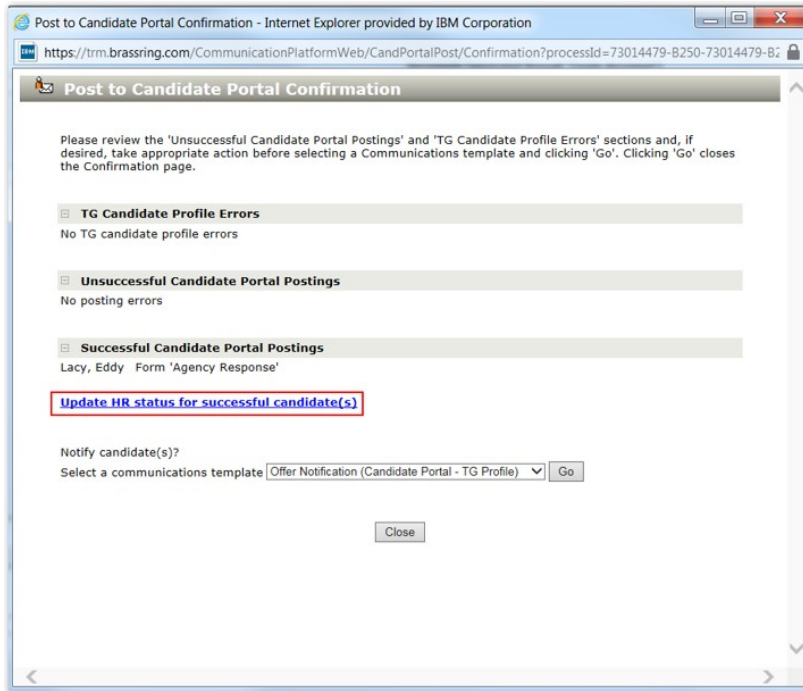 Post to Candidate Portal Confirmation - Internet Explorer provided by IBM Corporation
IBM https://trm.brassring.com/CommunicationPlatformWeb/CandPortalPost/Confirmation?processId=73014479-B250-73014479-B2
Post to Candidate Portal Confirmation
Please review the 'Unsuccessful Candidate Portal Postings' and 'TG Candidate Profile Errors' sections and, if
desired, take appropriate action before selecting a Communications template and clicking 'Go'. Clicking 'Go' closes
the Confirmation page.
TG Candidate Profile Errors
No TG candidate profile errors
Unsuccessful Candidate Portal Postings
No posting errors
Successful Candidate Portal Postings
Lacy, Eddy Form 'Agency Response'
Update HR status for successful candidate(s)
Notify candidate(s)?
Select a communications template Offer Notification (Candidate Portal - TG Profile) Go
Close